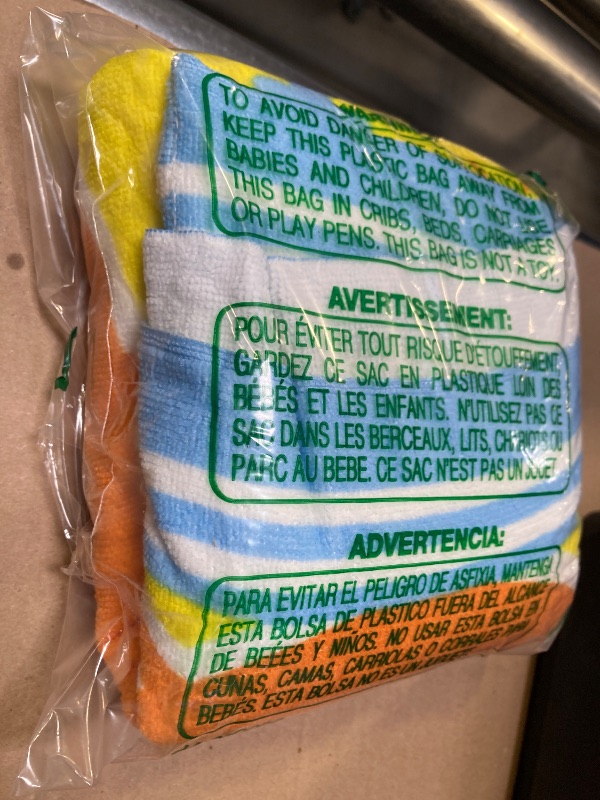 WARNING:
TO AVOID DANGER OF SUFFOCATION,
KEEP THIS PLASTIC BAG AWAY FROM
BABIES AND CHILDREN, DO NOT USE
THIS BAG IN CRIBS, BEDS, CARRIAGES
OR PLAY PENS. THIS BAG IS NOT A TOY.
AVERTISSEMENT:
POUR ÉVITER TOUT RISQUE D'ÉTOUFFEMENT,
GARDEZ CE SAC EN PLASTIQUE LOIN DES
BÉBÉS ET LES ENFANTS. N'UTILISEZ PAS CE
SAC DANS LES BERCEAUX, LITS, CHARIOTS OU
PARC AU BEBE. CE SAC N'EST PAS UN JOUET.
ADVERTENCIA:
PARA EVITAR EL PELIGRO DE ASFIXIA, MANTENGA
ESTA BOLSA DE PLASTICO FUERA DEL ALCANCE
DE BEBÉS Y NIÑOS. NO USAR ESTA BOLSA EN
CUNAS, CAMAS, CARRIOLAS O CORRALES PARA
BEBÉS. ESTA BOLSA NO ES UN JUGUETE.